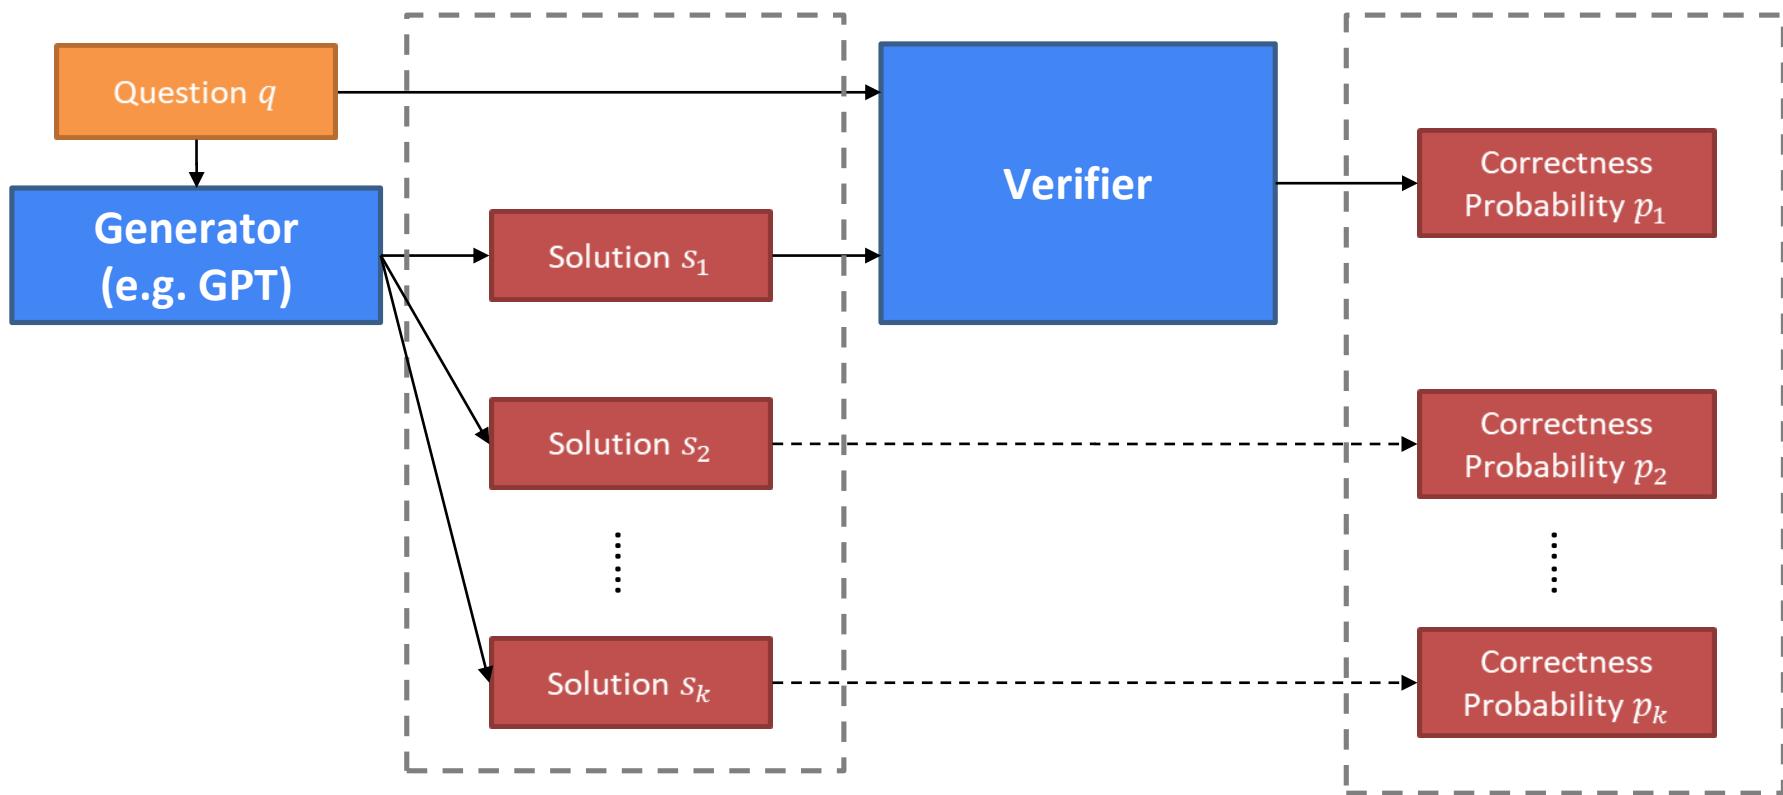 Question q
Generator
(e.g. GPT)
Solution s₁
Solution s₂
Solution sₖ
Verifier
Correctness
Probability p₁
Correctness
Probability p₂
Correctness
Probability pₖ